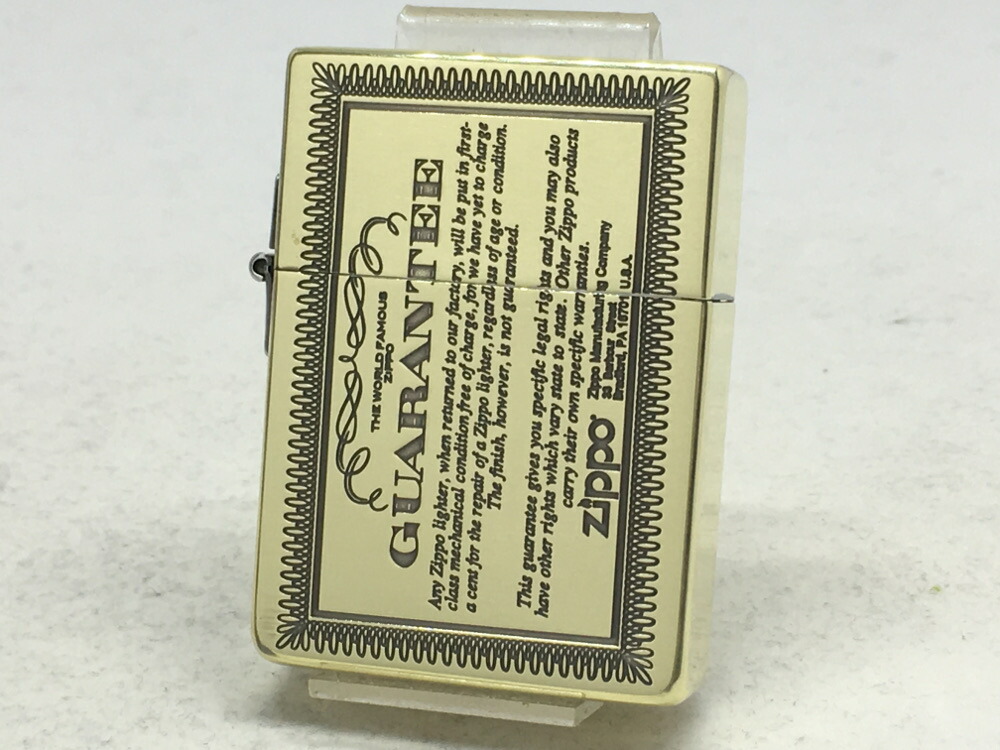 THE WORLD FAMOUS
ZIPPO
GUARANTEE
Any Zippo lighter, when returned to our factory, will be put in first-
class mechanical condition free of charge, for we have yet to charge
a cent for the repair of a Zippo lighter, regardless of age or condition.
The finish, however, is not guaranteed.
This guarantee gives you specific legal rights and you may also
have other rights which vary state to state. Other Zippo products
carry their own specific warranties.
Zippo
Zippo Manufacturing Company
33 Barbour Street
Bradford, PA 16701 U.S.A.